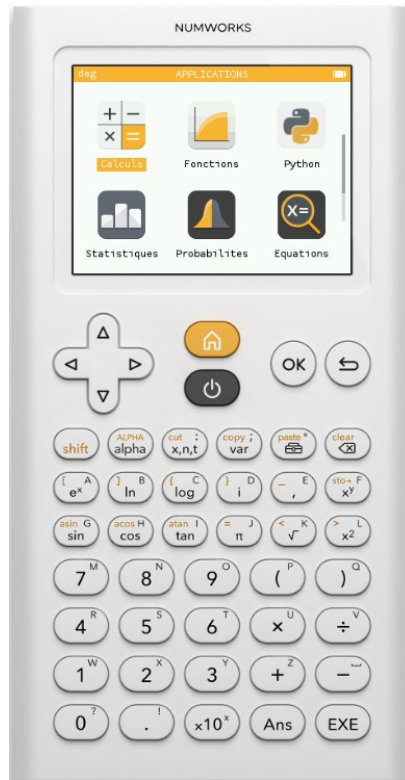 NUMWORKS
deg APPLICATIONS
+ − × =
Calculs Fonctions Python
X=
Statistiques Probabilites Equations
OK
shift ALPHA alpha cut : x,n,t copy ; var paste " clear
[ A eˣ ] B ln { C log } D i _ E , sto→ F xʸ
asin G sin acos H cos atan I tan = J π < K √ > L x²
7 M 8 N 9 O ( P ) Q
4 R 5 S 6 T × U ÷ V
1 W 2 X 3 Y + Z −
0 ? . ! ×10ˣ Ans EXE